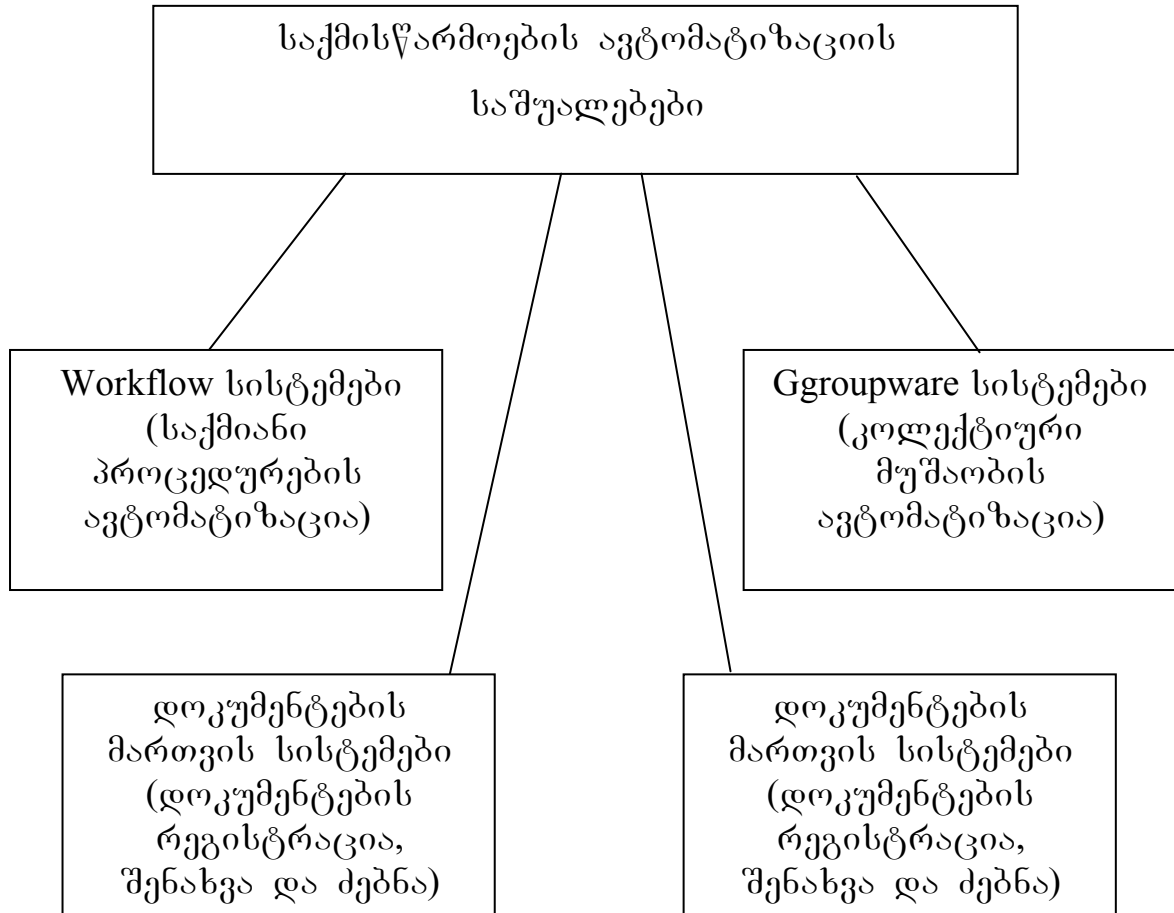 საქმისწარმოების ავტომატიზაციის
საშუალებები
Workflow სისტემები
(საქმიანი
პროცედურების
ავტომატიზაცია)
Ggroupware სისტემები
(კოლექტიური
მუშაობის
ავტომატიზაცია)
დოკუმენტების
მართვის სისტემები
(დოკუმენტების
რეგისტრაცია,
შენახვა და ძებნა)
დოკუმენტების
მართვის სისტემები
(დოკუმენტების
რეგისტრაცია,
შენახვა და ძებნა)